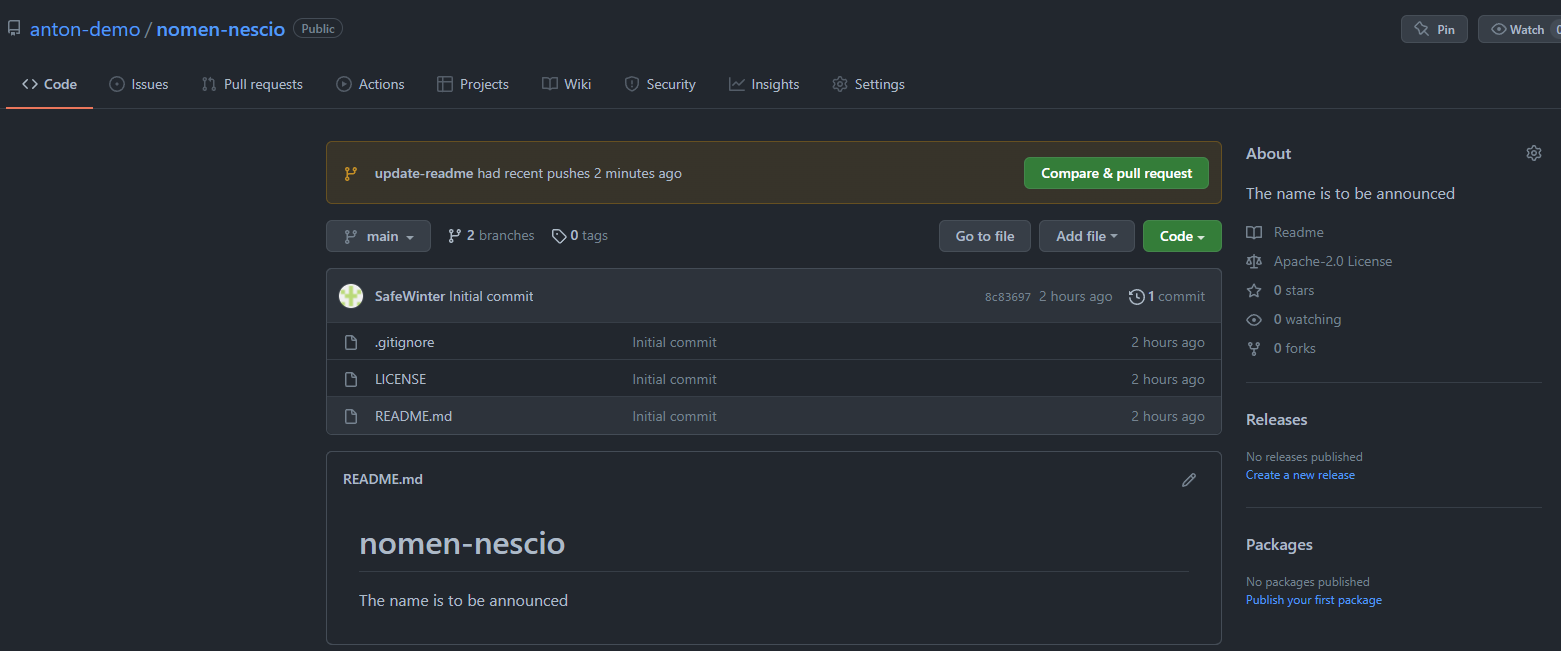 anton-demo / nomen-nescio Public
Pin Watch
Code Issues Pull requests Actions Projects Wiki Security Insights Settings
update-readme had recent pushes 2 minutes ago Compare & pull request
main 2 branches 0 tags Go to file Add file Code
SafeWinter Initial commit 8c83697 2 hours ago 1 commit
.gitignore Initial commit 2 hours ago
LICENSE Initial commit 2 hours ago
README.md Initial commit 2 hours ago
README.md
nomen-nescio
The name is to be announced
About
The name is to be announced
Readme
Apache-2.0 License
0 stars
0 watching
0 forks
Releases
No releases published
Create a new release
Packages
No packages published
Publish your first package